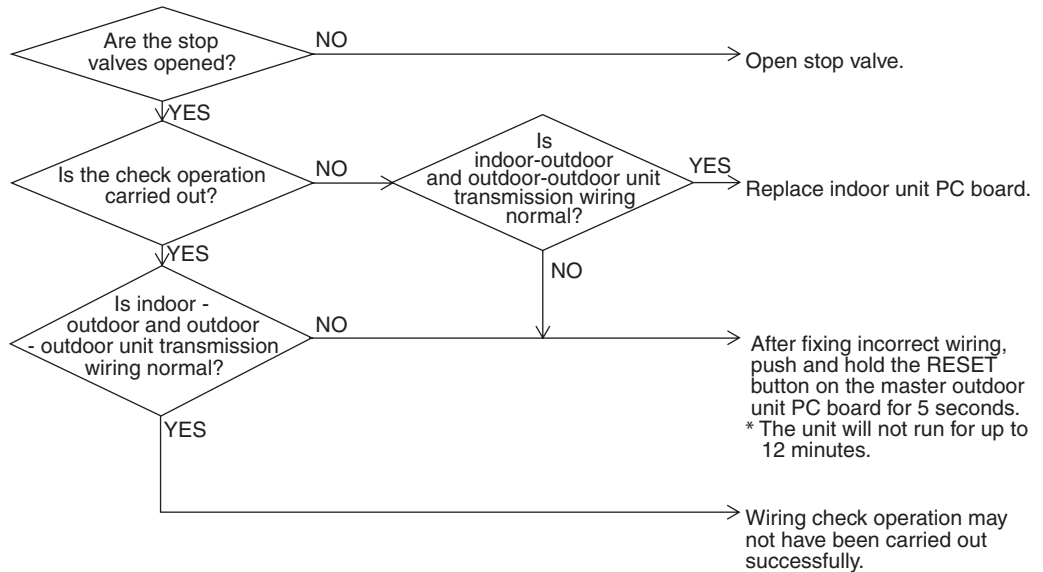 Are the stop
valves opened?
NO
Open stop valve.
YES
Is the check operation
carried out?
NO
Is
indoor-outdoor
and outdoor-outdoor unit
transmission wiring
normal?
YES
Replace indoor unit PC board.
YES
NO
Is indoor -
outdoor and outdoor
- outdoor unit transmission
wiring normal?
NO
After fixing incorrect wiring,
push and hold the RESET
button on the master outdoor
unit PC board for 5 seconds.
* The unit will not run for up to
12 minutes.
YES
Wiring check operation may
not have been carried out
successfully.